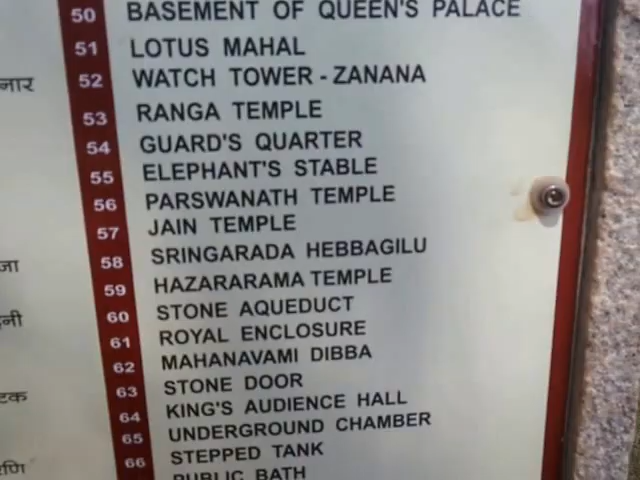 50 BASEMENT OF QUEEN'S PALACE
51 LOTUS MAHAL
नार 52 WATCH TOWER - ZANANA
53 RANGA TEMPLE
54 GUARD'S QUARTER
55 ELEPHANT'S STABLE
56 PARSWANATH TEMPLE
57 JAIN TEMPLE
जा 58 SRINGARADA HEBBAGILU
59 HAZARARAMA TEMPLE
60 STONE AQUEDUCT
61 ROYAL ENCLOSURE
62 MAHANAVAMI DIBBA
टक 63 STONE DOOR
64 KING'S AUDIENCE HALL
65 UNDERGROUND CHAMBER
66 STEPPED TANK
PUBLIC BATH